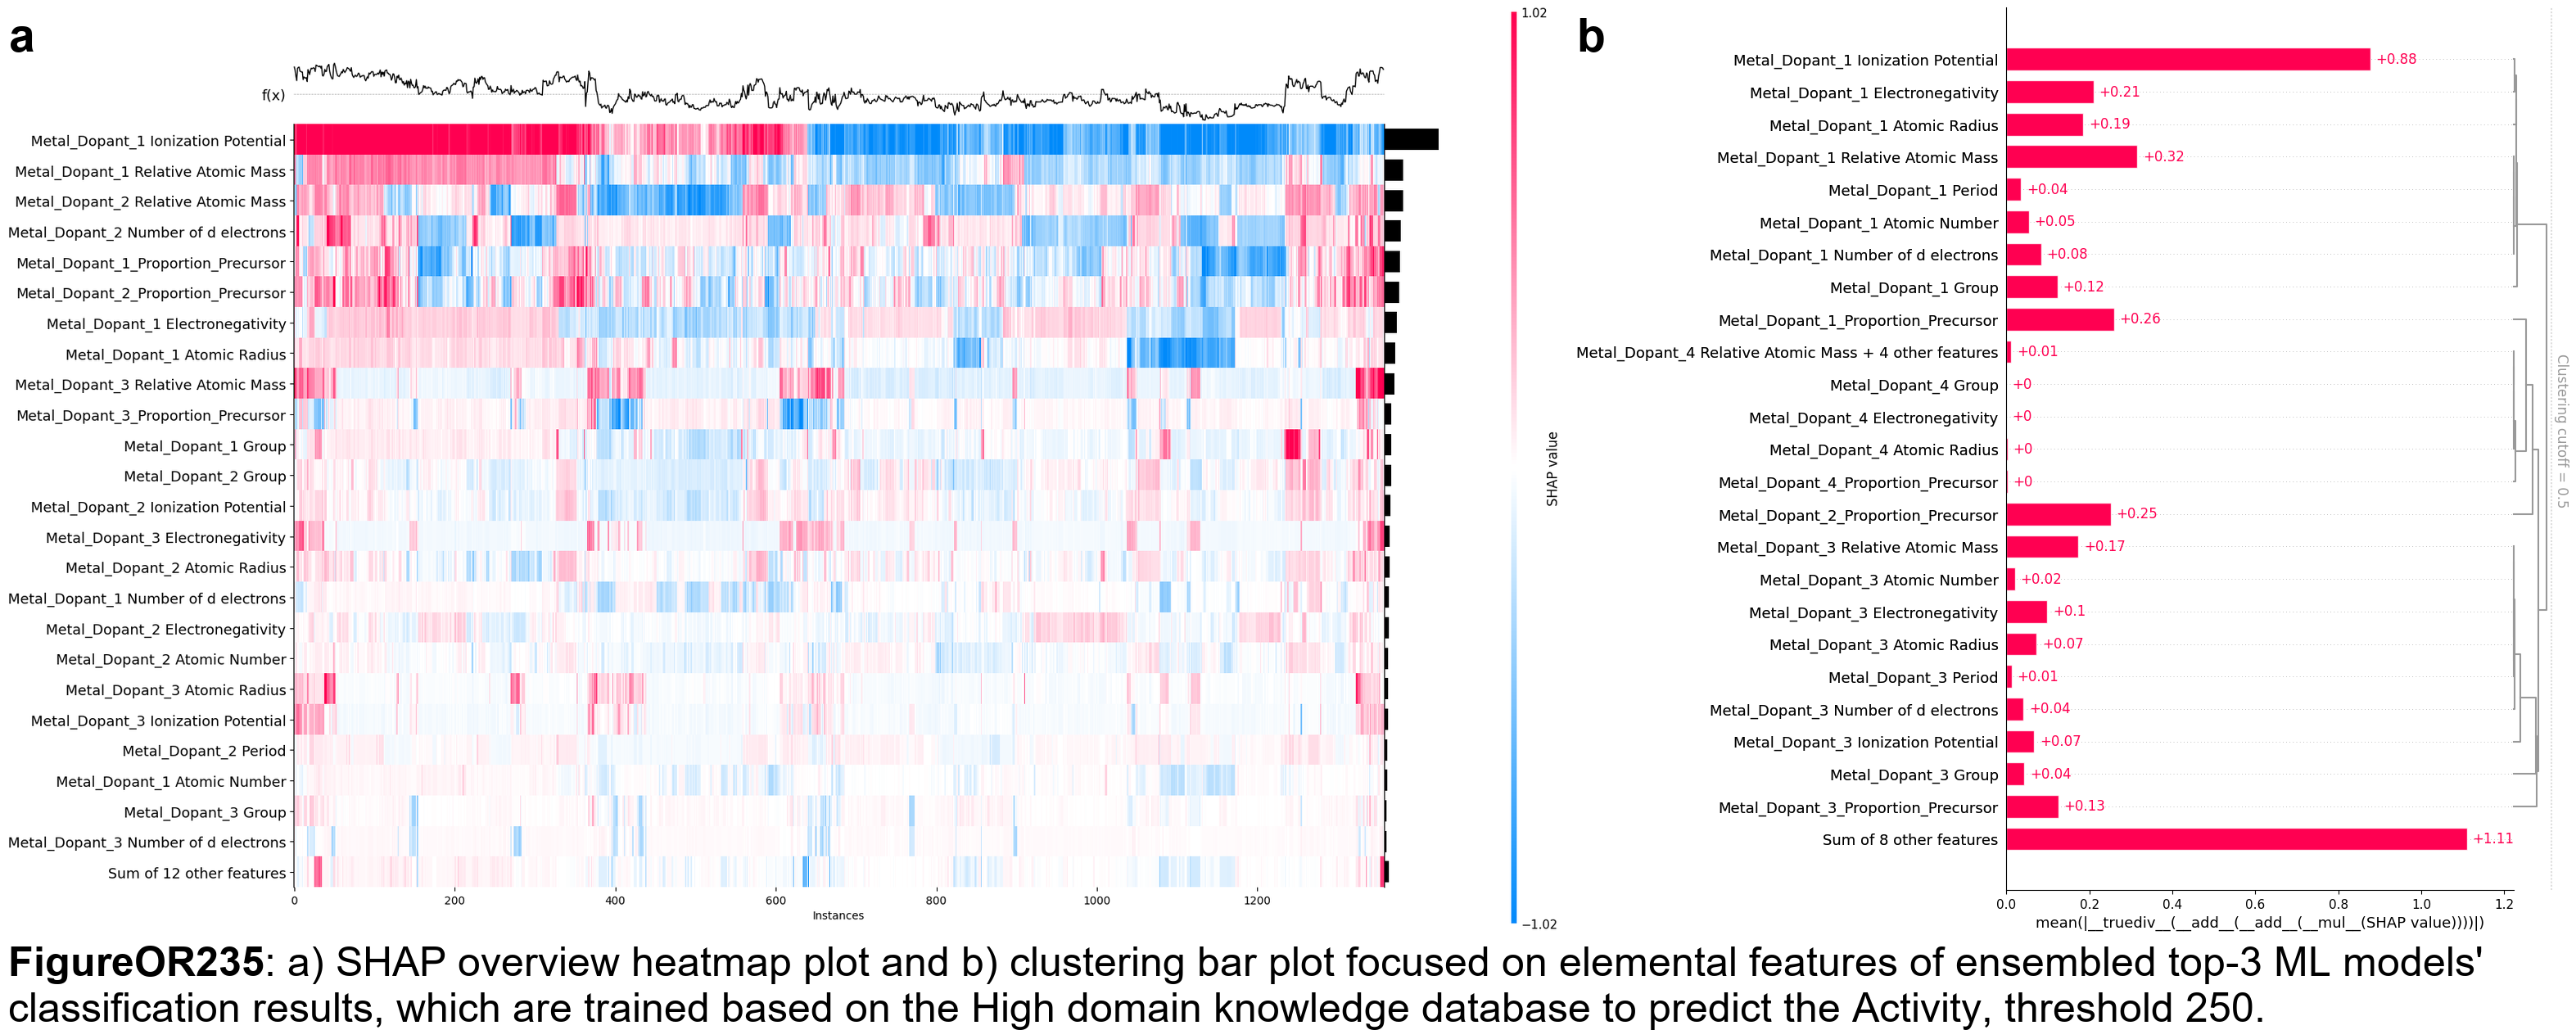 a
f(x)
Metal_Dopant_1 Ionization Potential
Metal_Dopant_1 Relative Atomic Mass
Metal_Dopant_2 Relative Atomic Mass
Metal_Dopant_2 Number of d electrons
Metal_Dopant_1_Proportion_Precursor
Metal_Dopant_2_Proportion_Precursor
Metal_Dopant_1 Electronegativity
Metal_Dopant_1 Atomic Radius
Metal_Dopant_3 Relative Atomic Mass
Metal_Dopant_3_Proportion_Precursor
Metal_Dopant_1 Group
Metal_Dopant_2 Group
Metal_Dopant_2 Ionization Potential
Metal_Dopant_3 Electronegativity
Metal_Dopant_2 Atomic Radius
Metal_Dopant_1 Number of d electrons
Metal_Dopant_2 Electronegativity
Metal_Dopant_2 Atomic Number
Metal_Dopant_3 Atomic Radius
Metal_Dopant_3 Ionization Potential
Metal_Dopant_2 Period
Metal_Dopant_1 Atomic Number
Metal_Dopant_3 Group
Metal_Dopant_3 Number of d electrons
Sum of 12 other features
0 200 400 600 800 1000 1200
Instances
1.02
SHAP value
−1.02
b
Metal_Dopant_1 Ionization Potential +0.88
Metal_Dopant_1 Electronegativity +0.21
Metal_Dopant_1 Atomic Radius +0.19
Metal_Dopant_1 Relative Atomic Mass +0.32
Metal_Dopant_1 Period +0.04
Metal_Dopant_1 Atomic Number +0.05
Metal_Dopant_1 Number of d electrons +0.08
Metal_Dopant_1 Group +0.12
Metal_Dopant_1_Proportion_Precursor +0.26
Metal_Dopant_4 Relative Atomic Mass + 4 other features +0.01
Metal_Dopant_4 Group +0
Metal_Dopant_4 Electronegativity +0
Metal_Dopant_4 Atomic Radius +0
Metal_Dopant_4_Proportion_Precursor +0
Metal_Dopant_2_Proportion_Precursor +0.25
Metal_Dopant_3 Relative Atomic Mass +0.17
Metal_Dopant_3 Atomic Number +0.02
Metal_Dopant_3 Electronegativity +0.1
Metal_Dopant_3 Atomic Radius +0.07
Metal_Dopant_3 Period +0.01
Metal_Dopant_3 Number of d electrons +0.04
Metal_Dopant_3 Ionization Potential +0.07
Metal_Dopant_3 Group +0.04
Metal_Dopant_3_Proportion_Precursor +0.13
Sum of 8 other features +1.11
0.0 0.2 0.4 0.6 0.8 1.0 1.2
mean(|__truediv__(__add__(__add__(__mul__(SHAP value))))|)
Clustering cutoff = 0.5
FigureOR235: a) SHAP overview heatmap plot and b) clustering bar plot focused on elemental features of ensembled top-3 ML models'
classification results, which are trained based on the High domain knowledge database to predict the Activity, threshold 250.